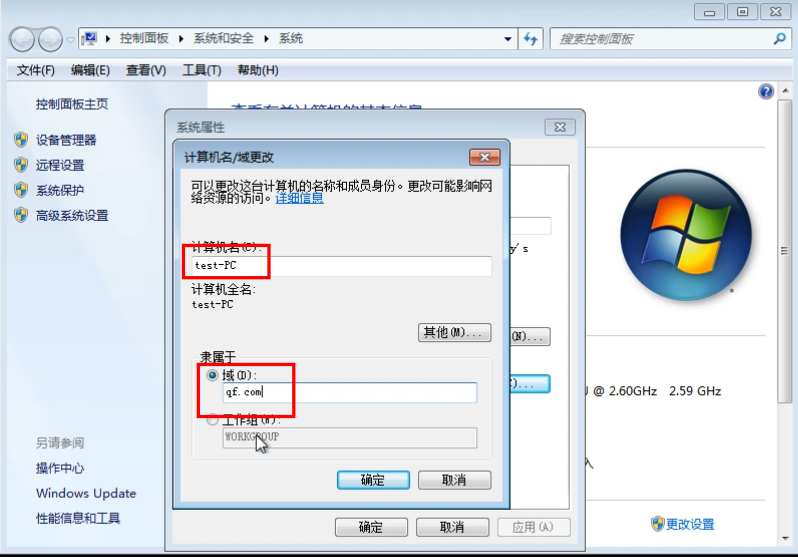 控制面板 系统和安全 系统
搜索控制面板
文件(F) 编辑(E) 查看(V) 工具(T) 帮助(H)
控制面板主页
设备管理器
远程设置
系统保护
高级系统设置
系统属性
计算机名/域更改
可以更改这台计算机的名称和成员身份。更改可能影响网
络资源的访问。详细信息
y's
计算机名(C):
test-PC
计算机全名:
test-PC
其他(M)...
(N)...
隶属于
域(D):
qf.com
@ 2.60GHz 2.59 GHz
工作组(W):
WORKGROUP
确定 取消
另请参阅
操作中心
Windows Update
性能信息和工具
确定 取消 应用(A)
更改设置